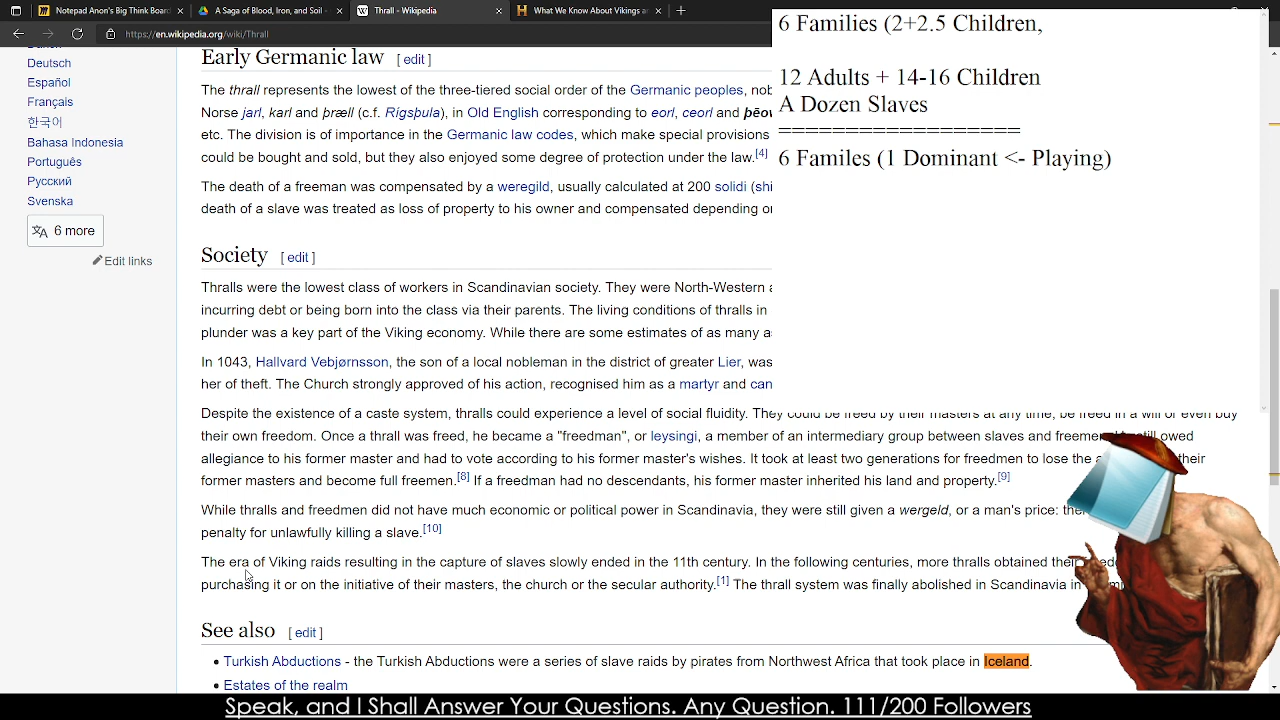 Notepad Anon's Big Think Board
A Saga of Blood, Iron, and Soil -
Thrall - Wikipedia
What We Know About Vikings a
https://en.wikipedia.org/wiki/Thrall
Deutsch
Español
Français
한국어
Bahasa Indonesia
Português
Русский
Svenska
6 more
Edit links
Early Germanic law [ edit ]
The thrall represents the lowest of the three-tiered social order of the Germanic peoples,
Norse jarl, karl and þræll (c.f. Rígsþula), in Old English corresponding to eorl, ceorl and
etc. The division is of importance in the Germanic law codes, which make special provisions
could be bought and sold, but they also enjoyed some degree of protection under the law.[4]
The death of a freeman was compensated by a weregild, usually calculated at 200 solidi
death of a slave was treated as loss of property to his owner and compensated depending
Society [ edit ]
Thralls were the lowest class of workers in Scandinavian society. They were North-Western
incurring debt or being born into the class via their parents. The living conditions of thralls in
plunder was a key part of the Viking economy. While there are some estimates of as many
In 1043, Hallvard Vebjørnsson, the son of a local nobleman in the district of greater Lier, was
her of theft. The Church strongly approved of his action, recognised him as a martyr and
Despite the existence of a caste system, thralls could experience a level of social fluidity. They could be freed by their masters at any time, be freed in a will or even buy
their own freedom. Once a thrall was freed, he became a "freedman", or leysingi, a member of an intermediary group between slaves and freemen. still owed
allegiance to his former master and had to vote according to his former master's wishes. It took at least two generations for freedmen to lose the their
former masters and become full freemen.[8] If a freedman had no descendants, his former master inherited his land and property.[9]
While thralls and freedmen did not have much economic or political power in Scandinavia, they were still given a wergeld, or a man's price:
penalty for unlawfully killing a slave.[10]
The era of Viking raids resulting in the capture of slaves slowly ended in the 11th century. In the following centuries, more thralls obtained their
purchasing it or on the initiative of their masters, the church or the secular authority.[1] The thrall system was finally abolished in Scandinavia in
See also [ edit ]
• Turkish Abductions - the Turkish Abductions were a series of slave raids by pirates from Northwest Africa that took place in Iceland.
• Estates of the realm
6 Families (2+2.5 Children,
12 Adults + 14-16 Children
A Dozen Slaves
==================
6 Familes (1 Dominant <- Playing)
Speak, and I Shall Answer Your Questions. Any Question. 111/200 Followers